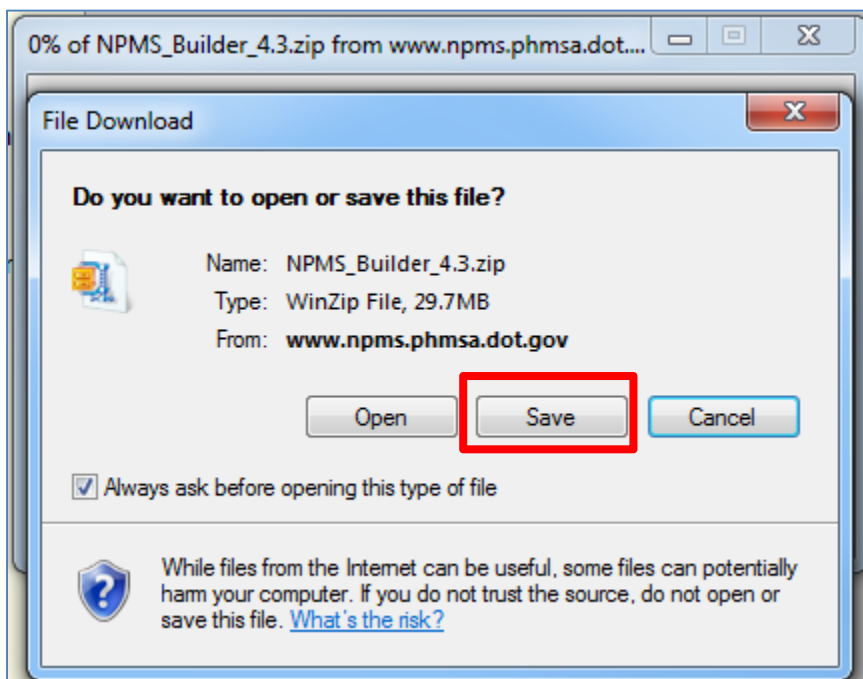 0% of NPMS_Builder_4.3.zip from www.npms.phmsa.dot....
File Download
Do you want to open or save this file?
Name: NPMS_Builder_4.3.zip
Type: WinZip File, 29.7MB
From: www.npms.phmsa.dot.gov
Open Save Cancel
Always ask before opening this type of file
While files from the Internet can be useful, some files can potentially
harm your computer. If you do not trust the source, do not open or
save this file. What's the risk?